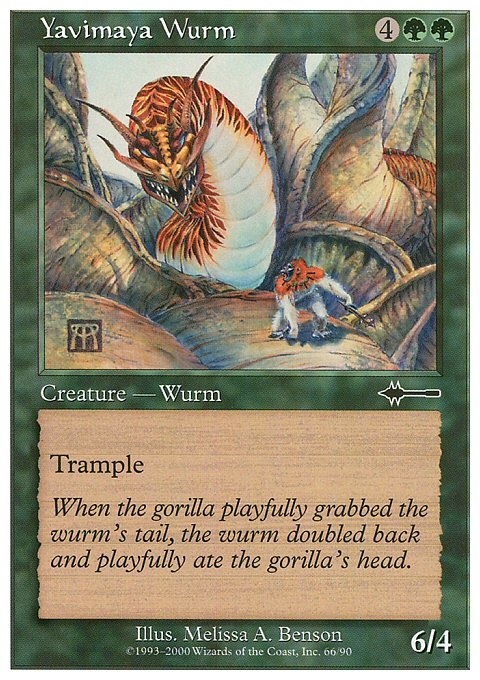 Yavimaya Wurm 4
Creature — Wurm
Trample
When the gorilla playfully grabbed the
wurm's tail, the wurm doubled back
and playfully ate the gorilla's head.
Illus. Melissa A. Benson
©1993–2000 Wizards of the Coast, Inc. 66/90
6/4